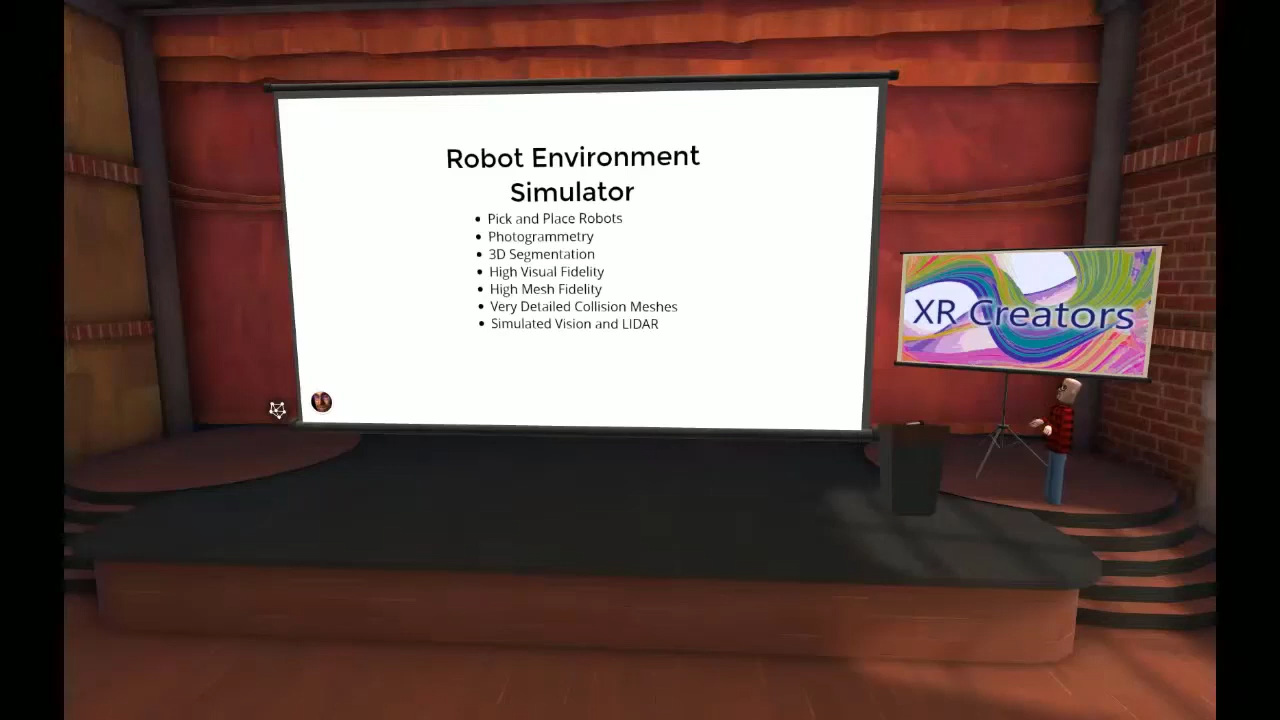 Robot Environment
Simulator
Pick and Place Robots
Photogrammetry
3D Segmentation
High Visual Fidelity
High Mesh Fidelity
Very Detailed Collision Meshes
Simulated Vision and LIDAR
XR Creators